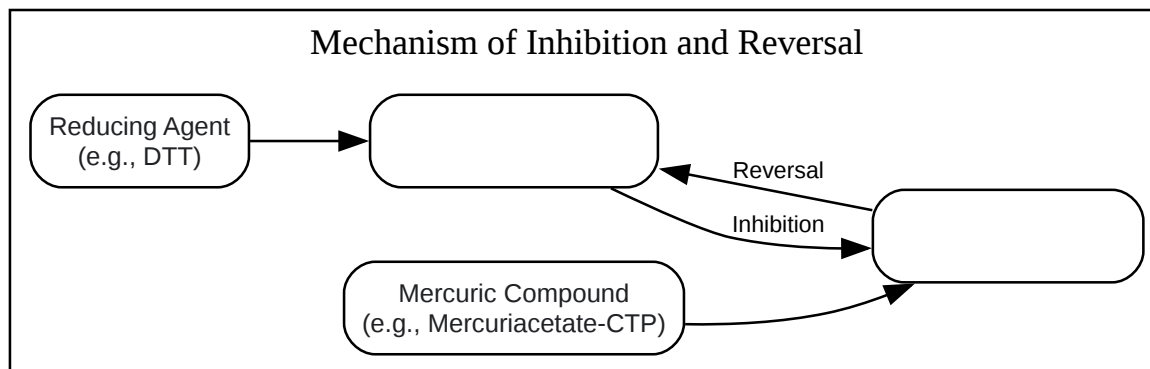 Mechanism of Inhibition and Reversal
Reducing Agent
(e.g., DTT)
Reversal
Inhibition
Mercuric Compound
(e.g., Mercuriacetate-CTP)